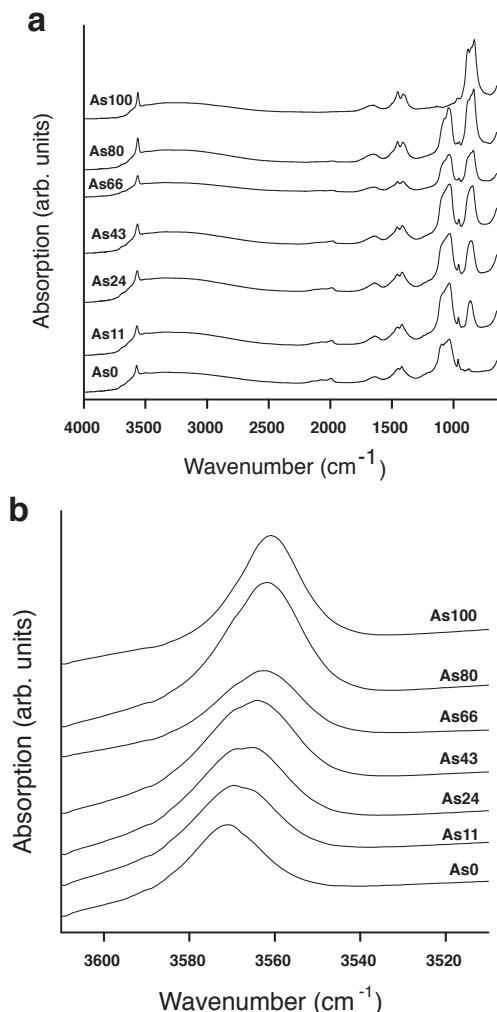 a
As100
As80
As66
As43
As24
As11
As0
Absorption (arb. units)
4000 3500 3000 2500 2000 1500 1000
Wavenumber (cm-1)
b
As100
As80
As66
As43
As24
As11
As0
Absorption (arb. units)
3600 3580 3560 3540 3520
Wavenumber (cm-1)